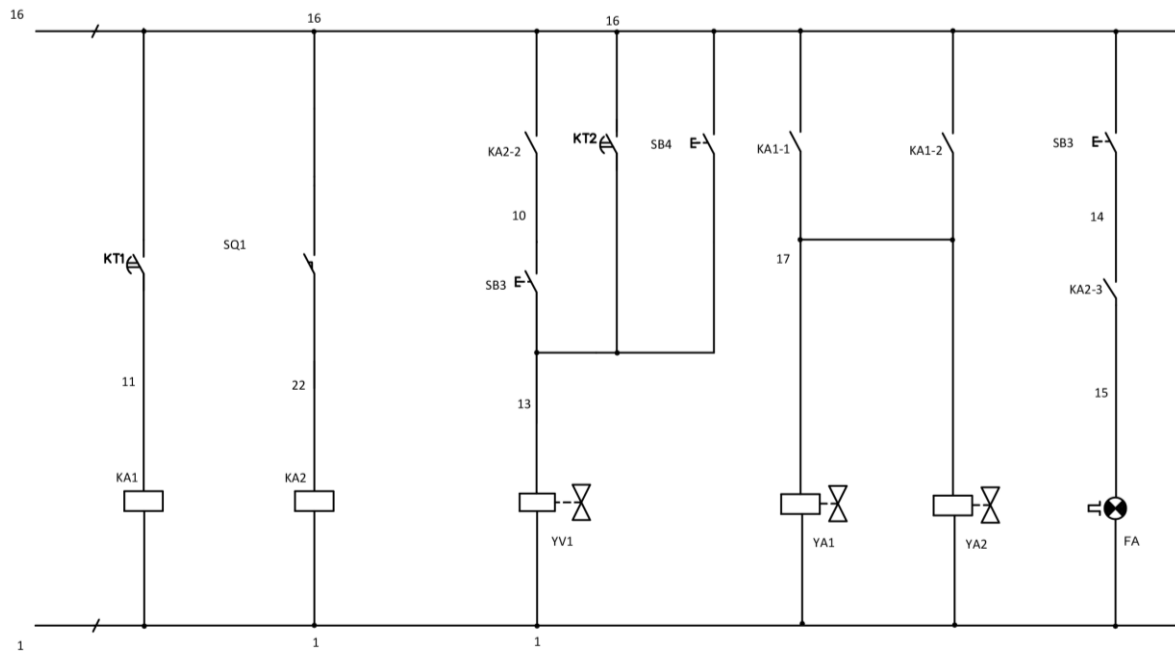 16
16
16
KA2-2
KT2
SB4
KA1-1
KA1-2
SB3
10
14
SQ1
KT1
17
SB3
KA2-3
11
22
13
15
KA1
KA2
YV1
YA1
YA2
FA
1
1
1